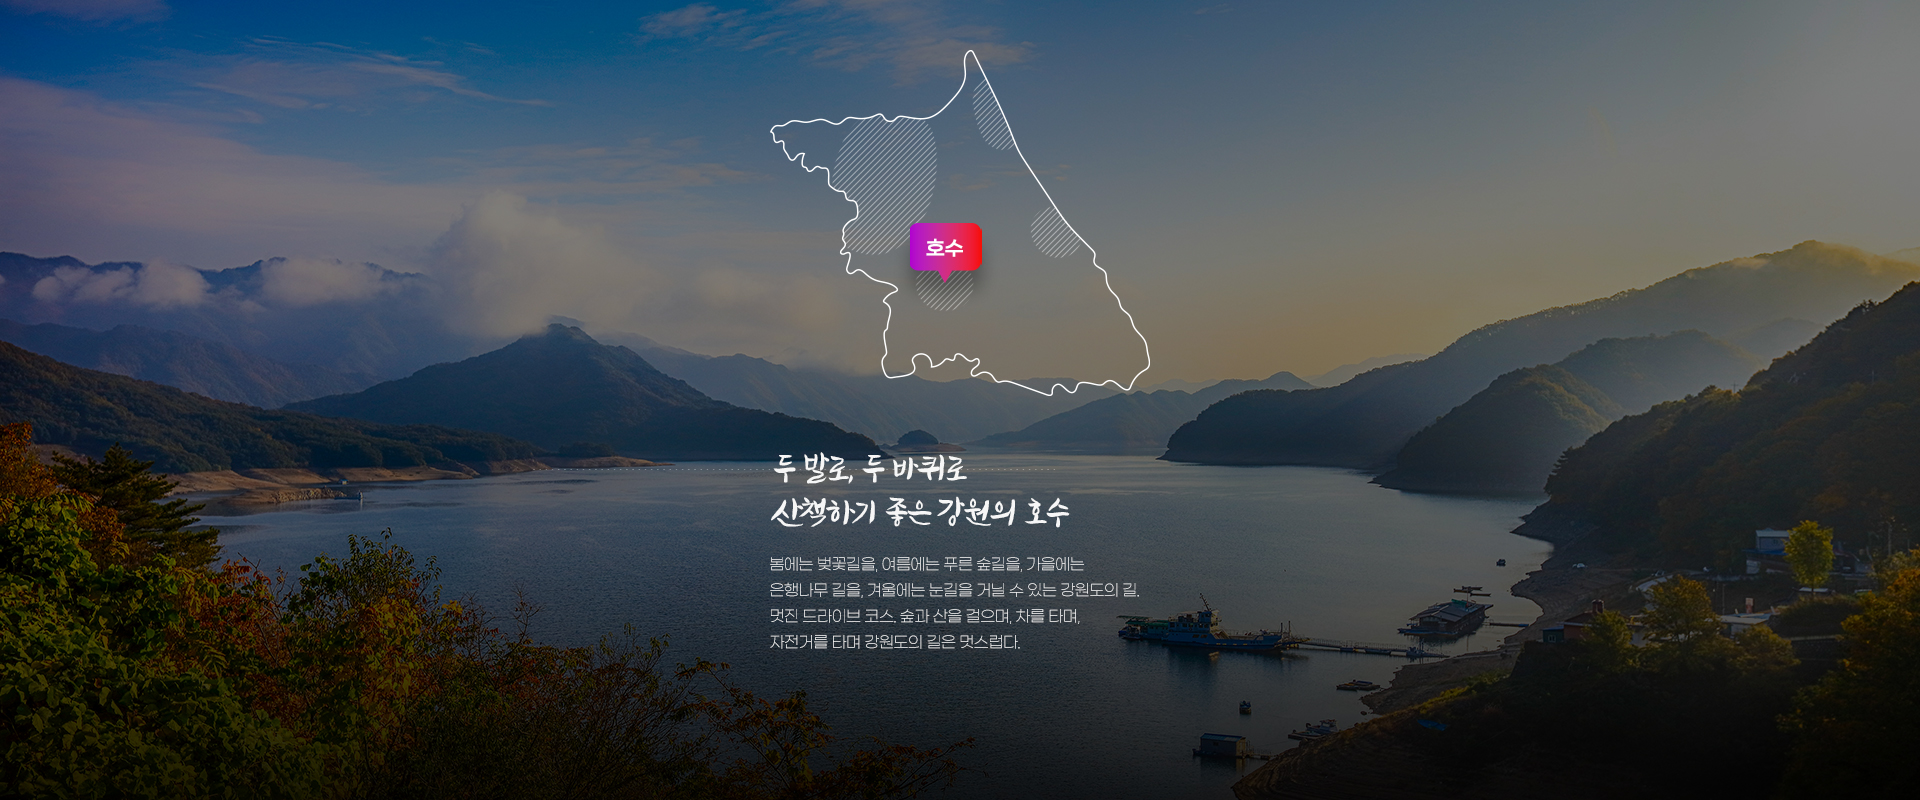 호수
두 발로, 두 바퀴로
산책하기 좋은 강원의 호수
봄에는 벚꽃길을, 여름에는 푸른 숲길을, 가을에는
은행나무 길을, 겨울에는 눈길을 거닐 수 있는 강원도의 길.
멋진 드라이브 코스. 숲과 산을 걸으며, 차를 타며,
자전거를 타며 강원도의 길은 멋스럽다.